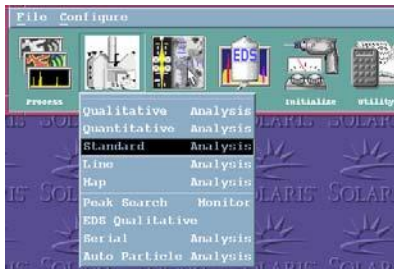 File Configure
EDS
Process
Initialize Utility
Qualitative Analysis
Quantitative Analysis
Standard Analysis
Line Analysis
Map Analysis
Peak Search Monitor
EDS Qualitative
Serial Analysis
Auto Particle Analysis
SOLARIS